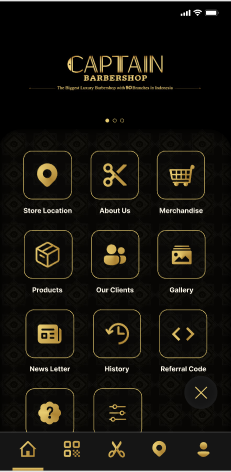 CAPTAIN
BARBERSHOP
The Biggest Luxury Barbershop with 80 Branches in Indonesia
Store Location
About Us
Merchandise
Products
Our Clients
Gallery
News Letter
History
Referral Code